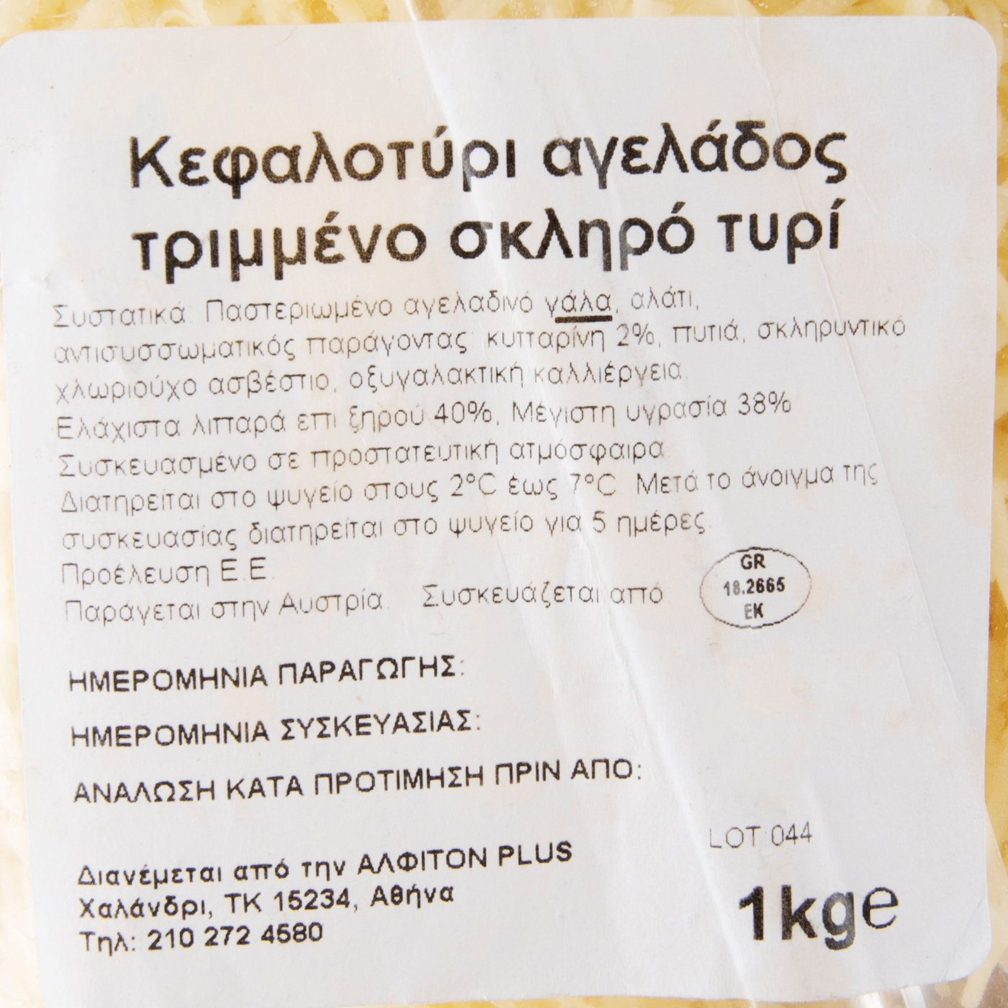 Κεφαλοτύρι αγελάδος
τριμμένο σκληρό τυρί
Συστατικά: Παστεριωμένο αγελαδινό γάλα, αλάτι,
αντισυσσωματικός παράγοντας: κυτταρίνη 2%, πυτιά, σκληρυντικό
χλωριούχο ασβέστιο, οξυγαλακτική καλλιέργεια.
Ελάχιστα λιπαρά επι ξηρού 40%, Μέγιστη υγρασία 38%
Συσκευασμένο σε προστατευτική ατμόσφαιρα
Διατηρείται στο ψυγείο στους 2°C έως 7°C. Μετά το άνοιγμα της
συσκευασίας διατηρείται στο ψυγείο για 5 ημέρες.
Προέλευση Ε.Ε.
Παράγεται στην Αυστρία. Συσκευάζεται από
GR
18.2665
ΕΚ
ΗΜΕΡΟΜΗΝΙΑ ΠΑΡΑΓΩΓΗΣ:
ΗΜΕΡΟΜΗΝΙΑ ΣΥΣΚΕΥΑΣΙΑΣ:
ΑΝΑΛΩΣΗ ΚΑΤΑ ΠΡΟΤΙΜΗΣΗ ΠΡΙΝ ΑΠΟ:
LOT 044
Διανέμεται από την ΑΛΦΙΤΟΝ PLUS
Χαλάνδρι, ΤΚ 15234, Αθήνα
Τηλ: 210 272 4580
1kge